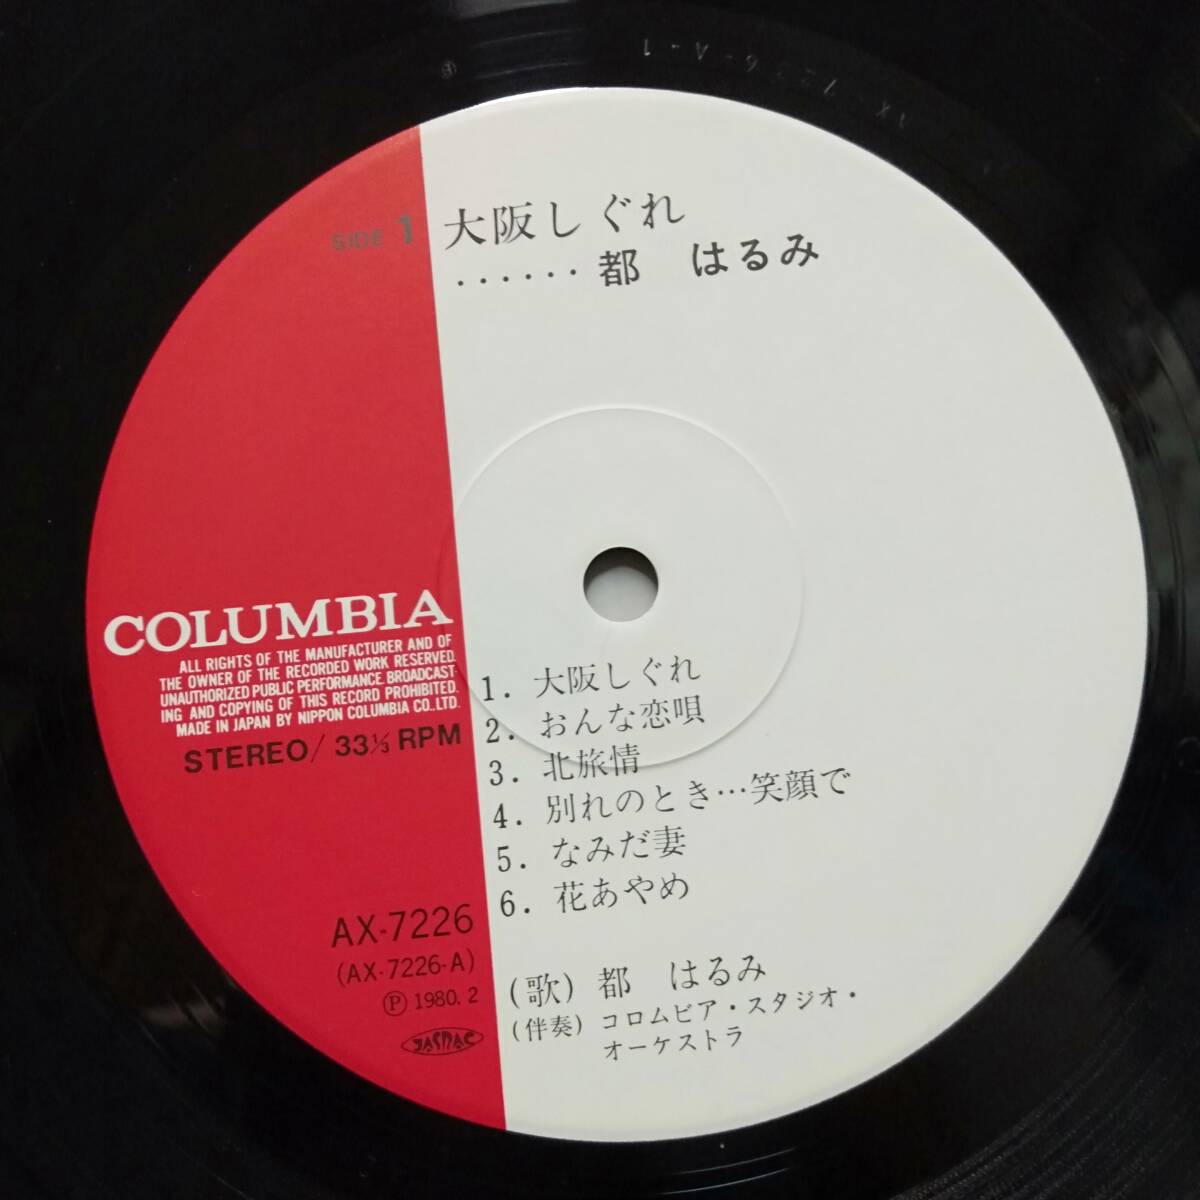 AX-7226-A-1
SIDE 1
大阪しぐれ
......都 はるみ
COLUMBIA
ALL RIGHTS OF THE MANUFACTURER AND OF
THE OWNER OF THE RECORDED WORK RESERVED.
UNAUTHORIZED PUBLIC PERFORMANCE. BROADCAST-
ING AND COPYING OF THIS RECORD PROHIBITED.
MADE IN JAPAN BY NIPPON COLUMBIA CO., LTD.
STEREO/ 33⅓ RPM
1. 大阪しぐれ
2. おんな恋唄
3. 北旅情
4. 別れのとき…笑顔で
5. なみだ妻
6. 花あやめ
AX-7226
(AX-7226-A)
Ⓟ 1980. 2
JASRAC
(歌) 都 はるみ
(伴奏) コロムビア・スタジオ・
オーケストラ